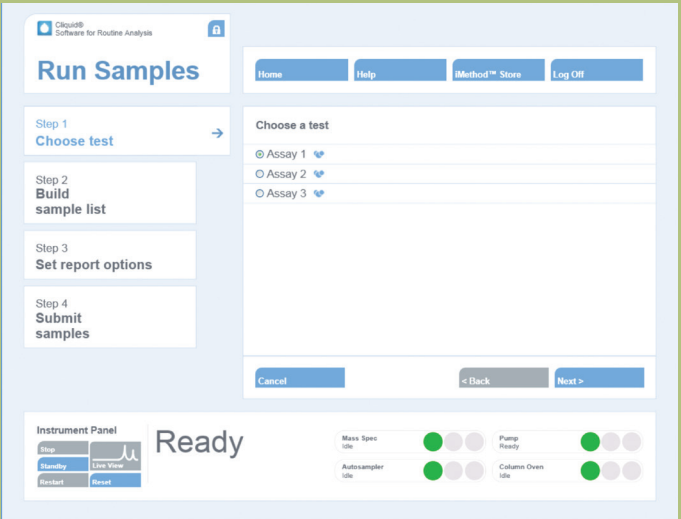 Cliquid®
Software for Routine Analysis
Run Samples
Home
Help
iMethod™ Store
Log Off
Step 1
Choose test
Step 2
Build
sample list
Step 3
Set report options
Step 4
Submit
samples
Choose a test
Assay 1
Assay 2
Assay 3
Cancel
< Back
Next >
Instrument Panel
Stop
Standby
Live View
Restart
Reset
Ready
Mass Spec
Idle
Pump
Ready
Autosampler
Idle
Column Oven
Idle